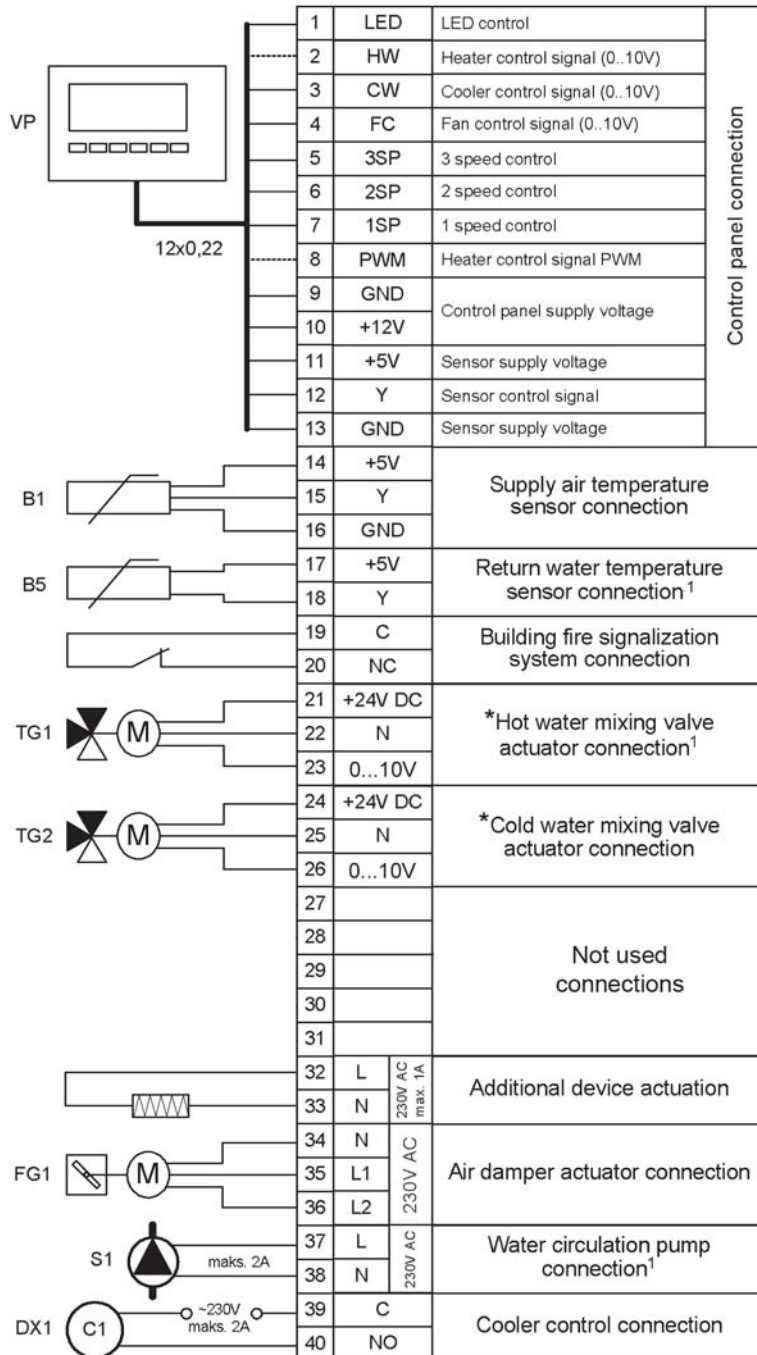 1 LED LED control
2 HW Heater control signal (0..10V)
3 CW Cooler control signal (0..10V)
VP
4 FC Fan control signal (0..10V)
5 3SP 3 speed control
6 2SP 2 speed control
7 1SP 1 speed control
12x0,22
8 PWM Heater control signal PWM
9 GND
Control panel supply voltage
10 +12V
11 +5V Sensor supply voltage
12 Y Sensor control signal
13 GND Sensor supply voltage
Control panel connection
14 +5V
B1
15 Y
16 GND
Supply air temperature
sensor connection
B5
17 +5V
18 Y
Return water temperature
sensor connection¹
19 C
20 NC
Building fire signalization
system connection
TG1
M
21 +24V DC
22 N
23 0...10V
*Hot water mixing valve
actuator connection¹
TG2
M
24 +24V DC
25 N
26 0...10V
*Cold water mixing valve
actuator connection
27
28
29
30
31
Not used
connections
32 L
33 N
230V AC
max. 1A
Additional device actuation
FG1
M
34 N
35 L1
36 L2
230V AC
Air damper actuator connection
S1
maks. 2A
37 L
38 N
230V AC
Water circulation pump
connection¹
DX1
C1
~230V
maks. 2A
39 C
40 NO
Cooler control connection